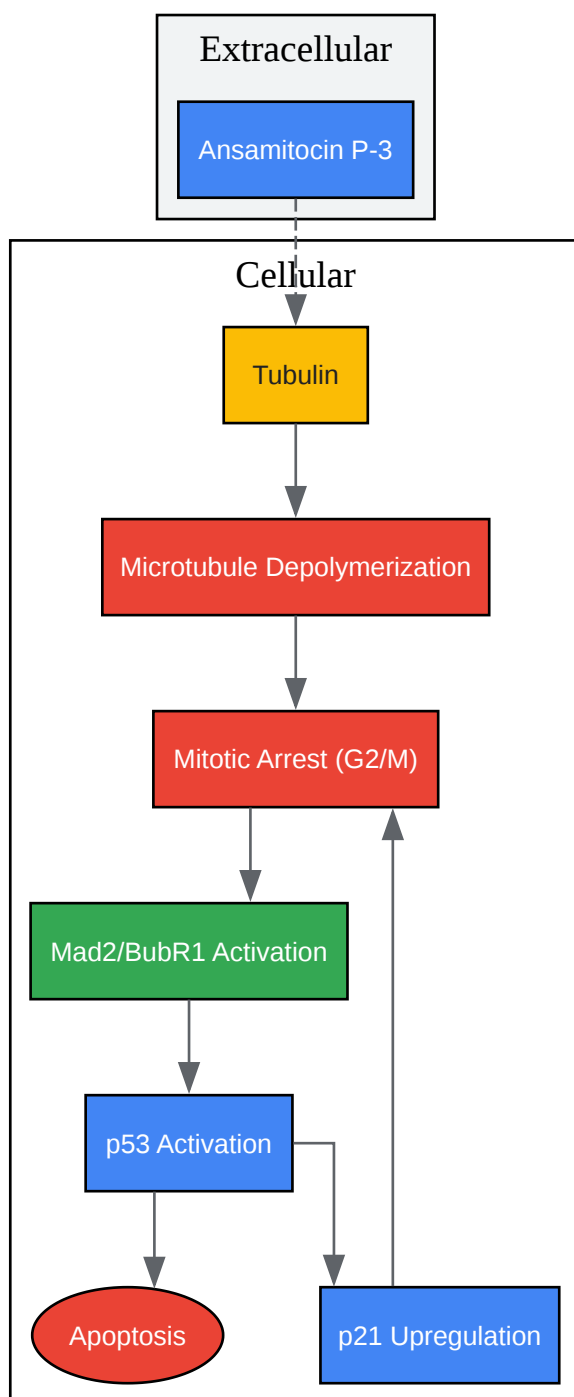 Extracellular
Ansamitocin P-3
Cellular
Tubulin
Microtubule Depolymerization
Mitotic Arrest (G2/M)
Mad2/BubR1 Activation
p53 Activation
Apoptosis
p21 Upregulation